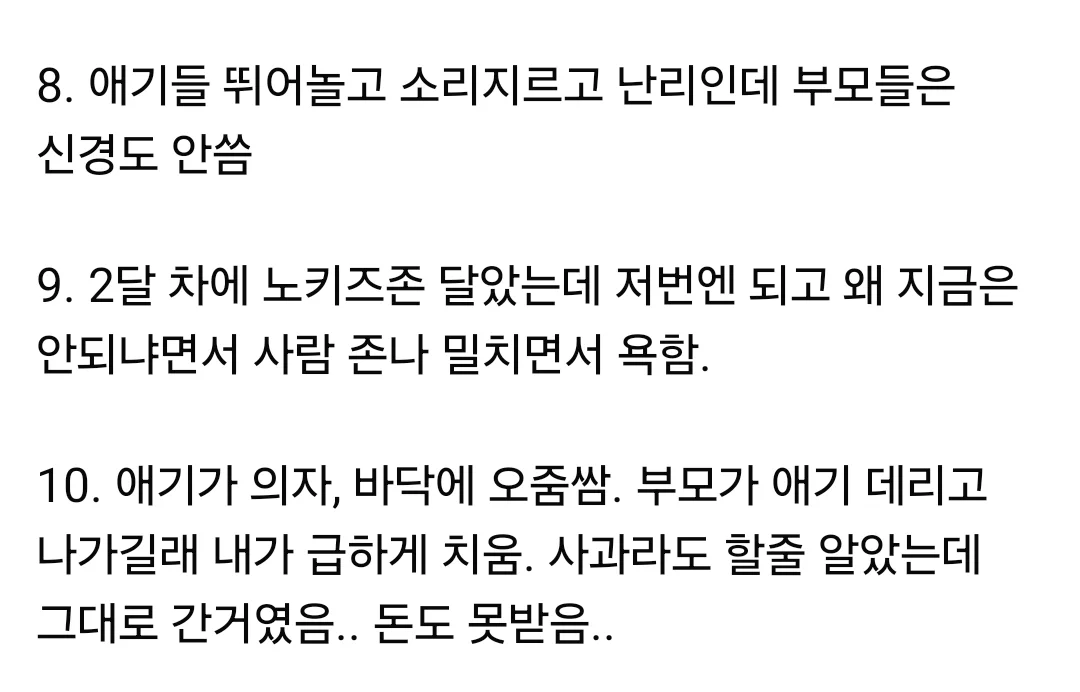 8. 애기들 뛰어놀고 소리지르고 난리인데 부모들은
신경도 안씀
9. 2달 차에 노키즈존 달았는데 저번엔 되고 왜 지금은
안되냐면서 사람 존나 밀치면서 욕함.
10. 애기가 의자, 바닥에 오줌쌈. 부모가 애기 데리고
나가길래 내가 급하게 치움. 사과라도 할줄 알았는데
그대로 간거였음.. 돈도 못받음..